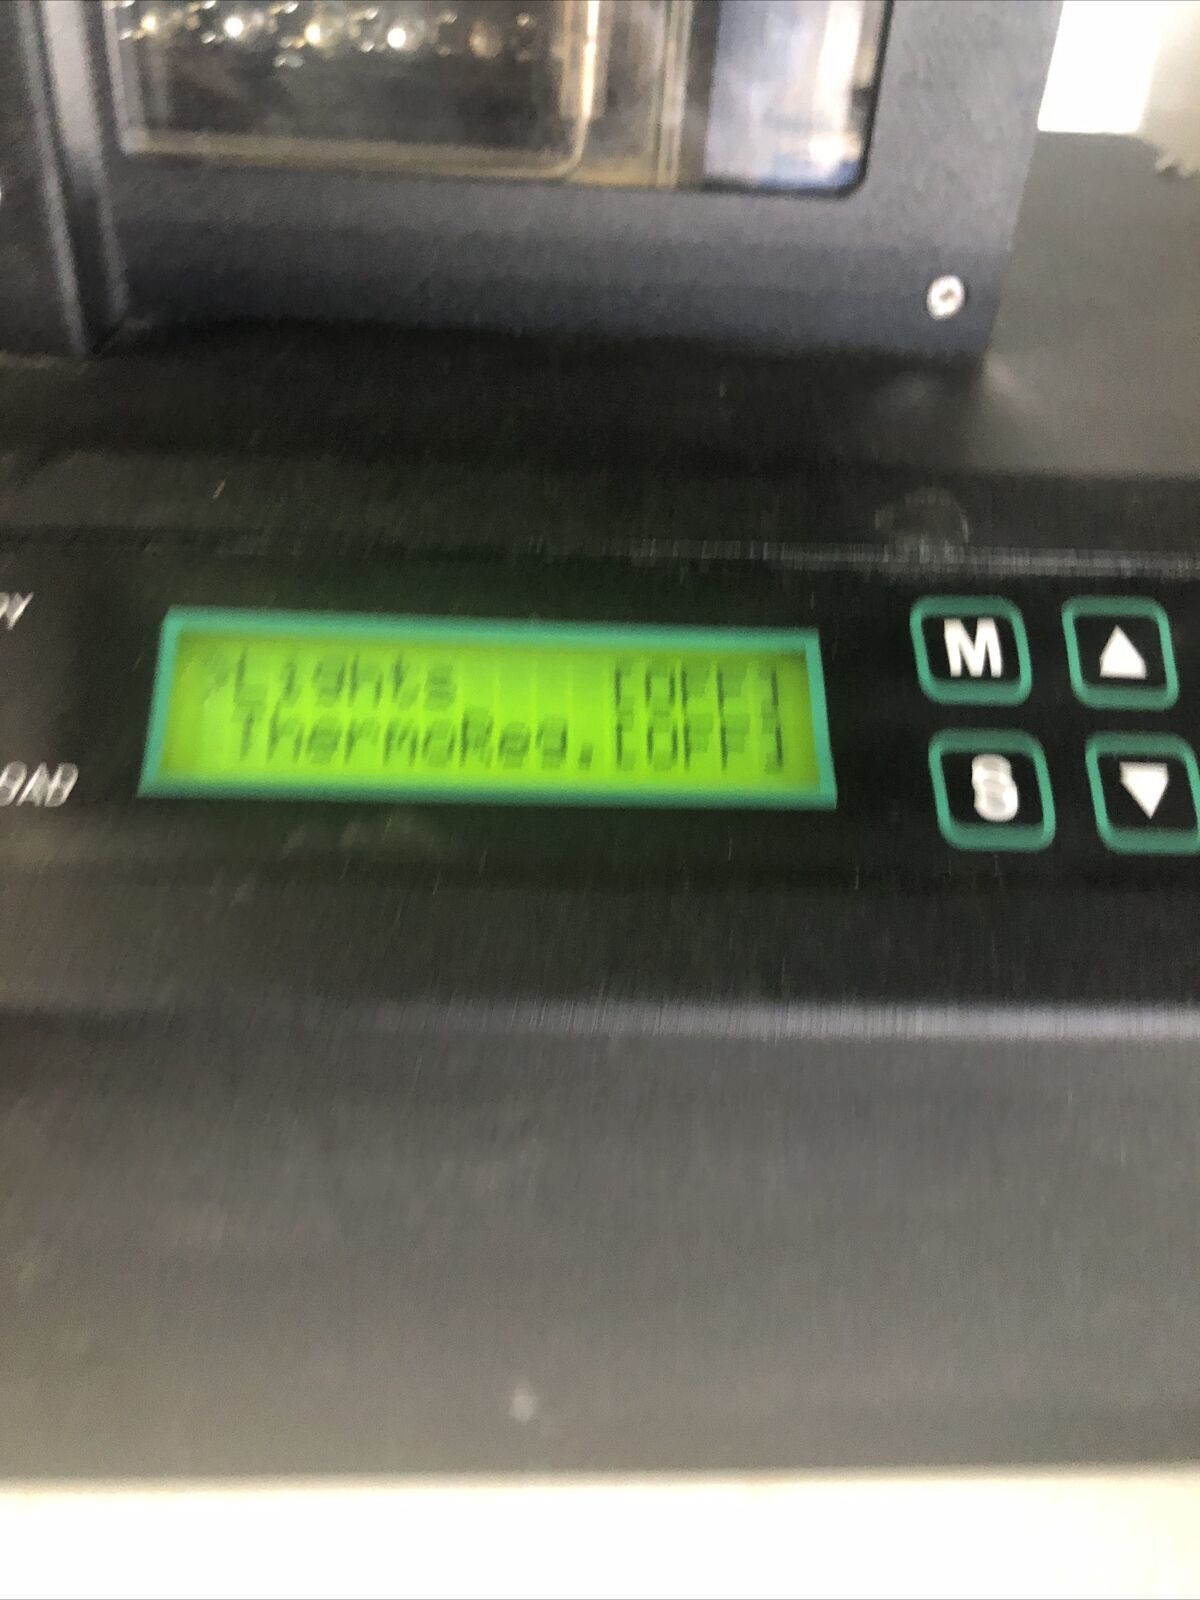 Lights [OFF]
ThermoReg.[OFF]
M
S